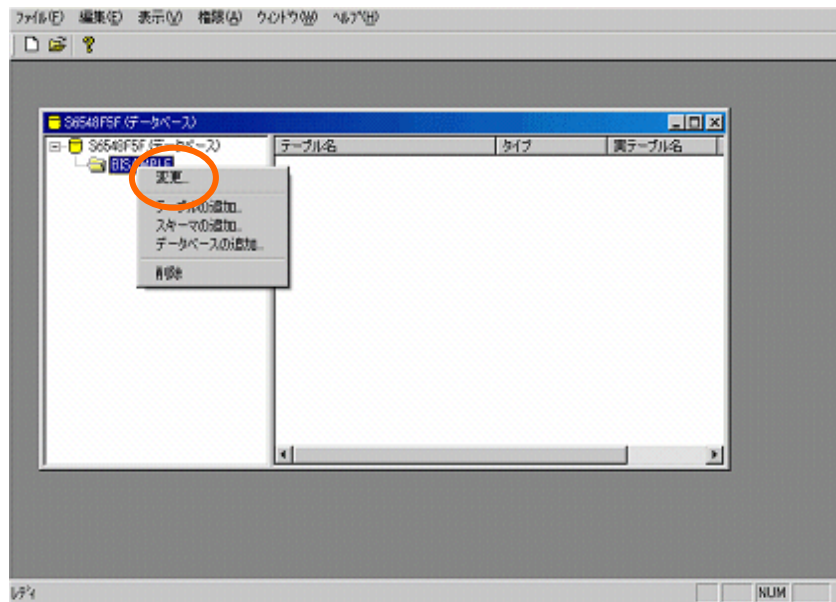 ファイル(F) 編集(E) 表示(V) 権限(A) ウィンドウ(W) ヘルプ(H)
S6548F5F.(データベース)
S6548F5F.(データベース)
テーブル名 タイプ 実テーブル名
変更...
テーブルの追加...
スキーマの追加...
データベースの追加...
削除
レディ
NUM